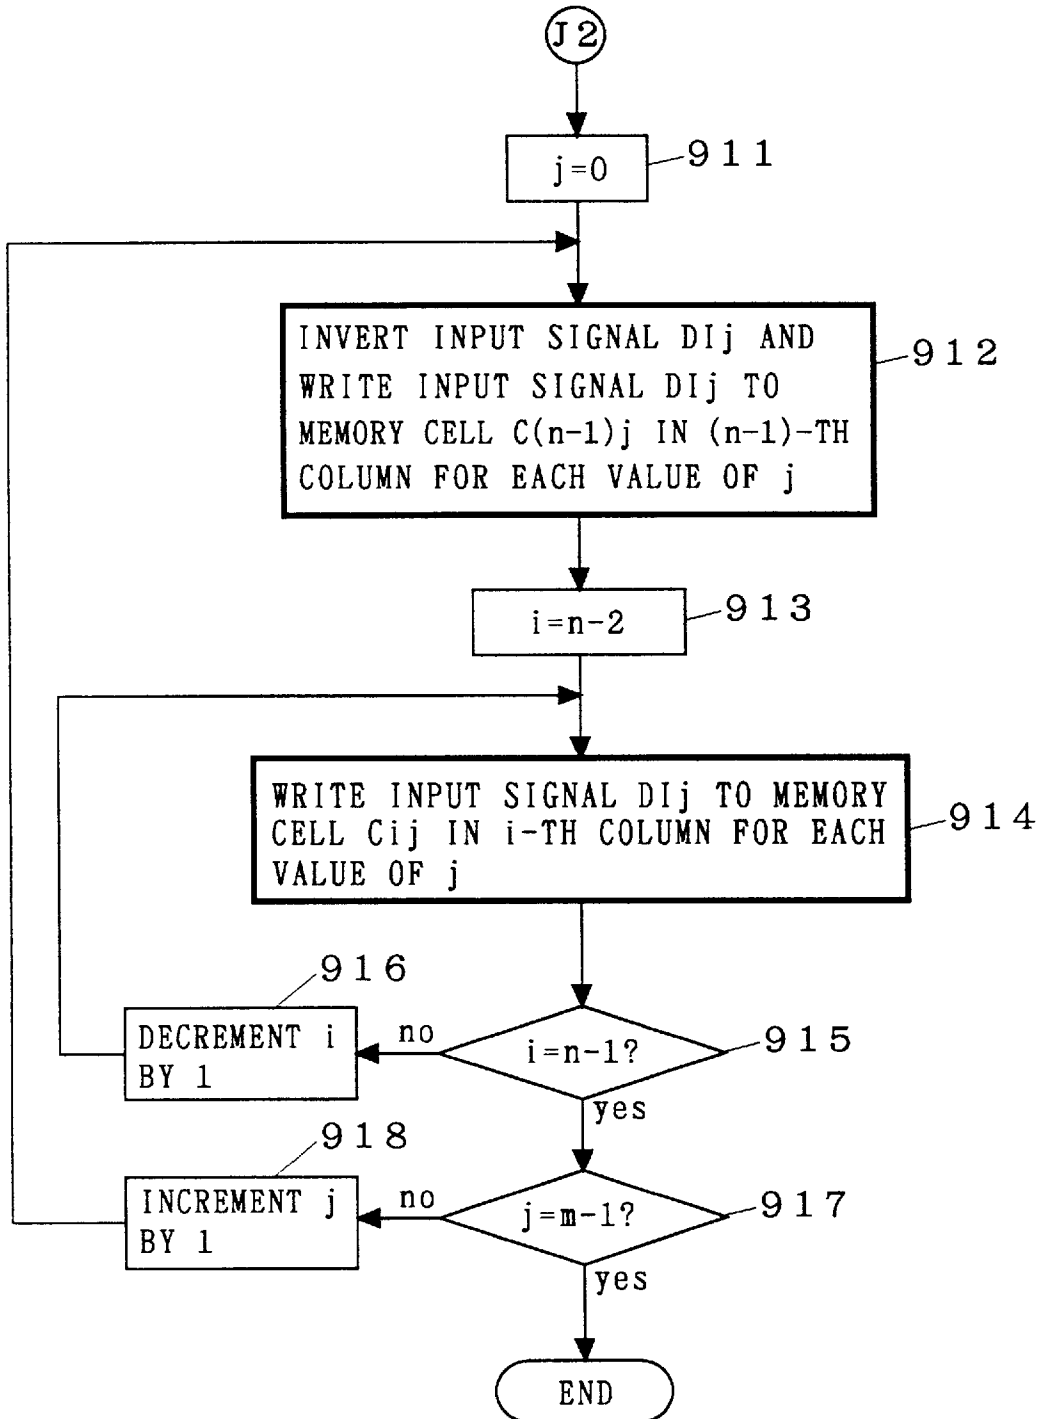 J2
j=0
911
INVERT INPUT SIGNAL DIj AND
WRITE INPUT SIGNAL DIj TO
MEMORY CELL C(n-1)j IN (n-1)-TH
COLUMN FOR EACH VALUE OF j
912
i=n-2
913
WRITE INPUT SIGNAL DIj TO MEMORY
CELL Cij IN i-TH COLUMN FOR EACH
VALUE OF j
914
916
DECREMENT i
BY 1
no
i=n-1?
915
yes
918
INCREMENT j
BY 1
no
j=m-1?
917
yes
END